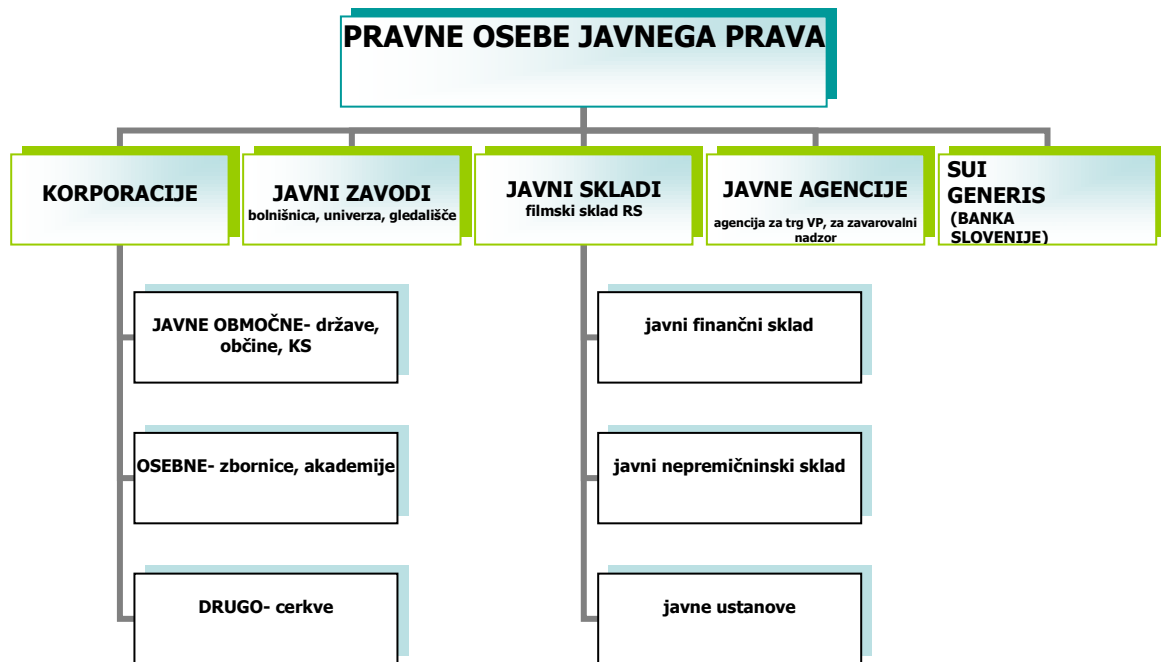 PRAVNE OSEBE JAVNEGA PRAVA
KORPORACIJE
JAVNI ZAVODI
bolnišnica, univerza, gledališče
JAVNI SKLADI
filmski sklad RS
JAVNE AGENCIJE
agencija za trg VP, za zavarovalni
nadzor
SUI
GENERIS
(BANKA
SLOVENIJE)
JAVNE OBMOČNE- države,
občine, KS
OSEBNE- zbornice, akademije
DRUGO- cerkve
javni finančni sklad
javni nepremičninski sklad
javne ustanove